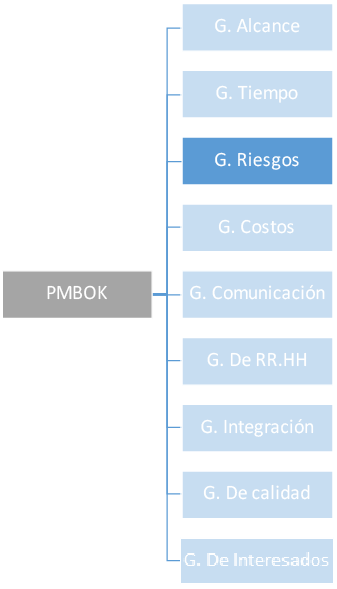 G. Alcance
G. Tiempo
G. Riesgos
G. Costos
PMBOK
G. Comunicación
G. De RR.HH
G. Integración
G. De calidad
G. De Interesados